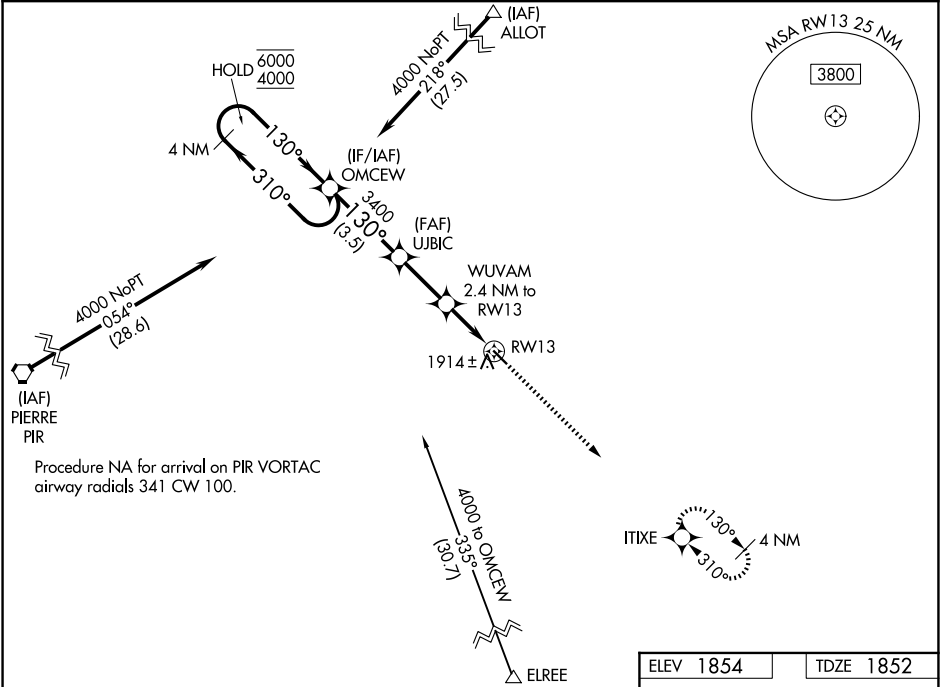 (IAF)
ALLOT
4000 NoPT
218°
(27.5)
MSA RW13 25 NM
3800
HOLD 6000
4000
4 NM
130°
310°
(IF/IAF)
OMCEW
3400
130°
(3.5)
(FAF)
UJBIC
WUVAM
2.4 NM to
RW13
RW13
1914±
4000 NoPT
054°
(28.6)
(IAF)
PIERRE
PIR
Procedure NA for arrival on PIR VORTAC
airway radials 341 CW 100.
4000 to OMCEW
335°
(30.7)
ELREE
ITIXE
130°
310°
4 NM
ELEV 1854
TDZE 1852